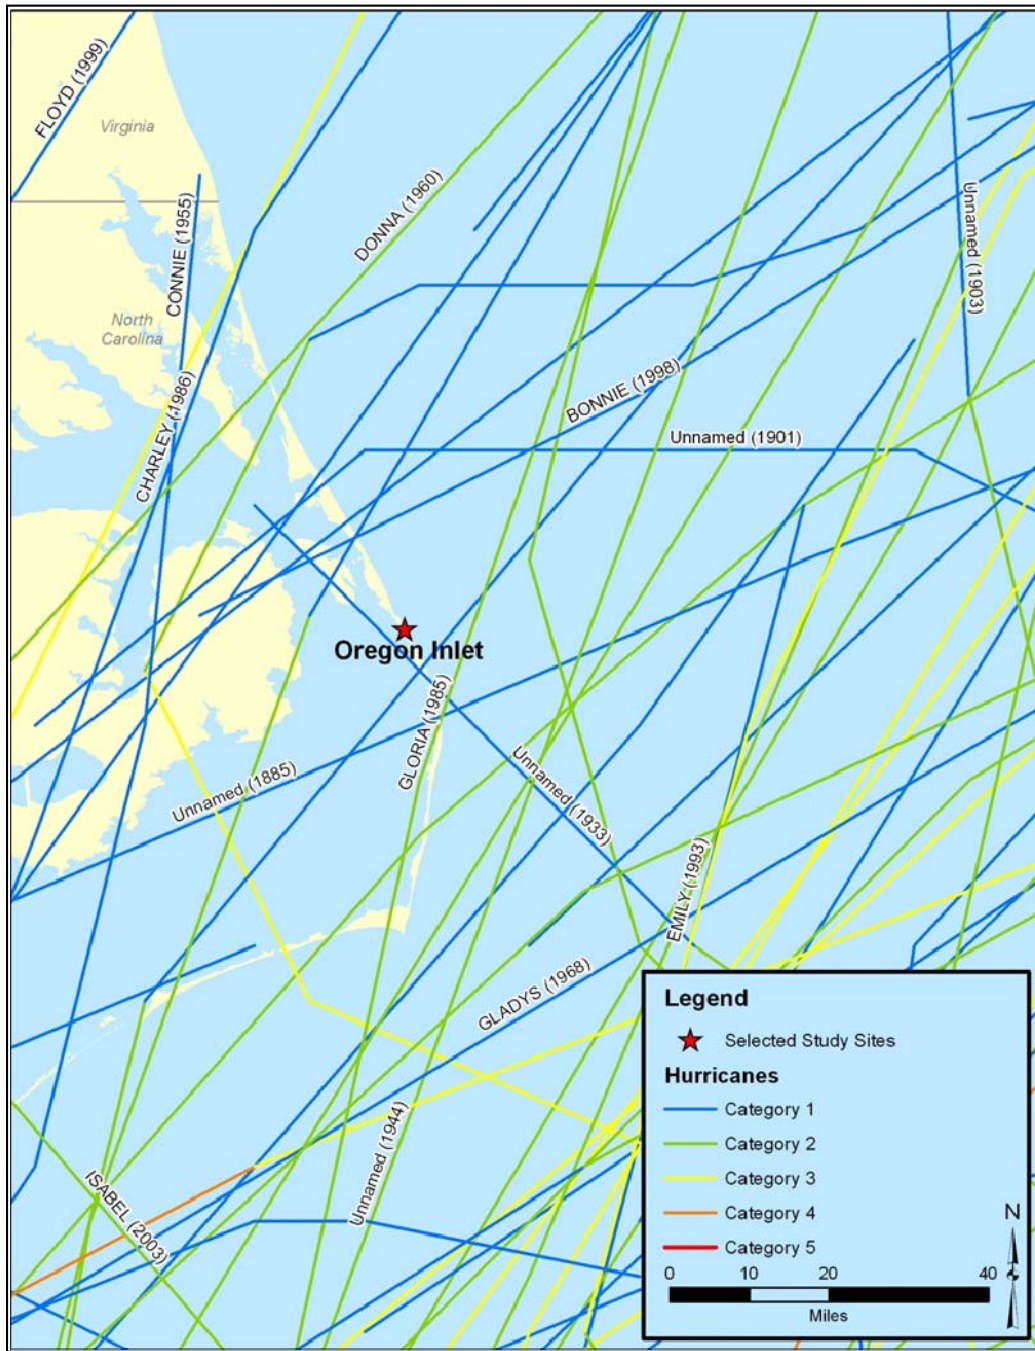 FLOYD (1999)
Virginia
CONNIE (1955)
DONNA (1960)
Unnamed (1903)
North
Carolina
CHARLEY (1986)
BONNIE (1998)
Unnamed (1901)
Oregon Inlet
GLORIA (1985)
Unnamed (1885)
Unnamed (1933)
EMILY (1993)
GLADYS (1968)
Unnamed (1944)
ISABEL (2003)
Legend
Selected Study Sites
Hurricanes
Category 1
Category 2
Category 3
Category 4
Category 5
N
0 10 20 40
Miles